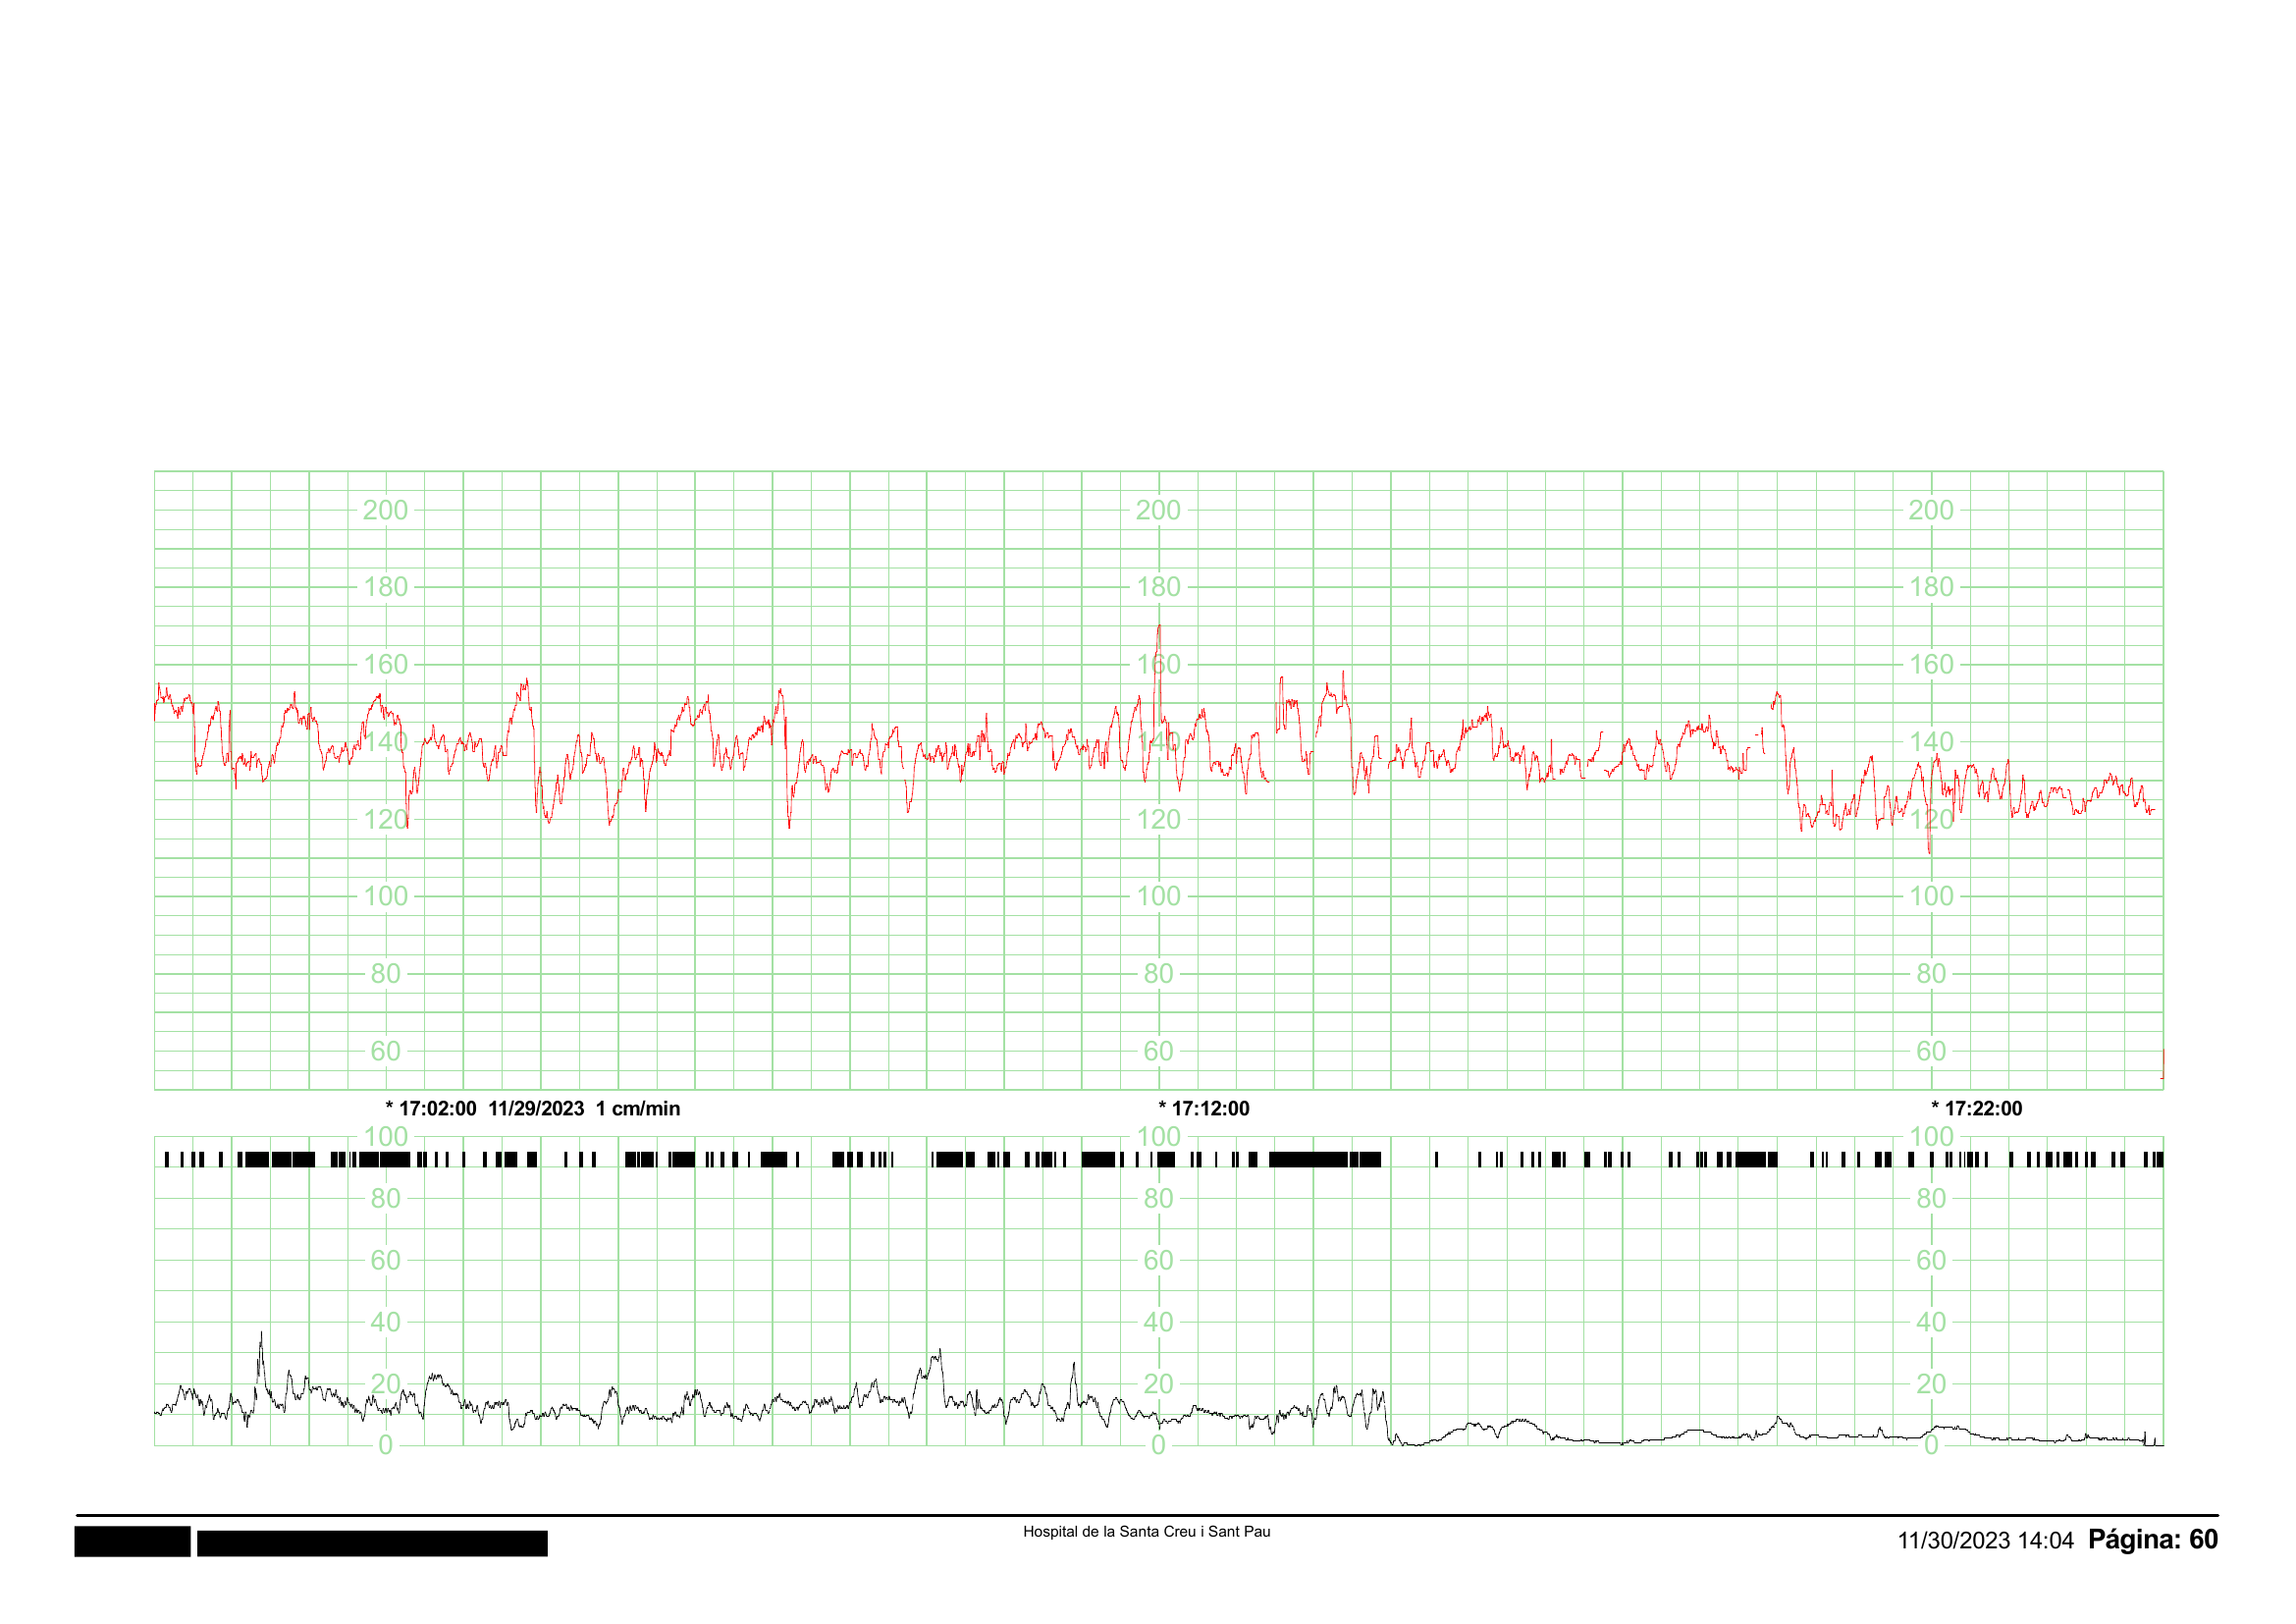 200 200 200
180 180 180
160 160 160
140 140 140
120 120 120
100 100 100
80 80 80
60 60 60
* 17:02:00 11/29/2023 1 cm/min * 17:12:00 * 17:22:00
100 100 100
80 80 80
60 60 60
40 40 40
20 20 20
0 0 0
Hospital de la Santa Creu i Sant Pau
11/30/2023 14:04 Página: 60